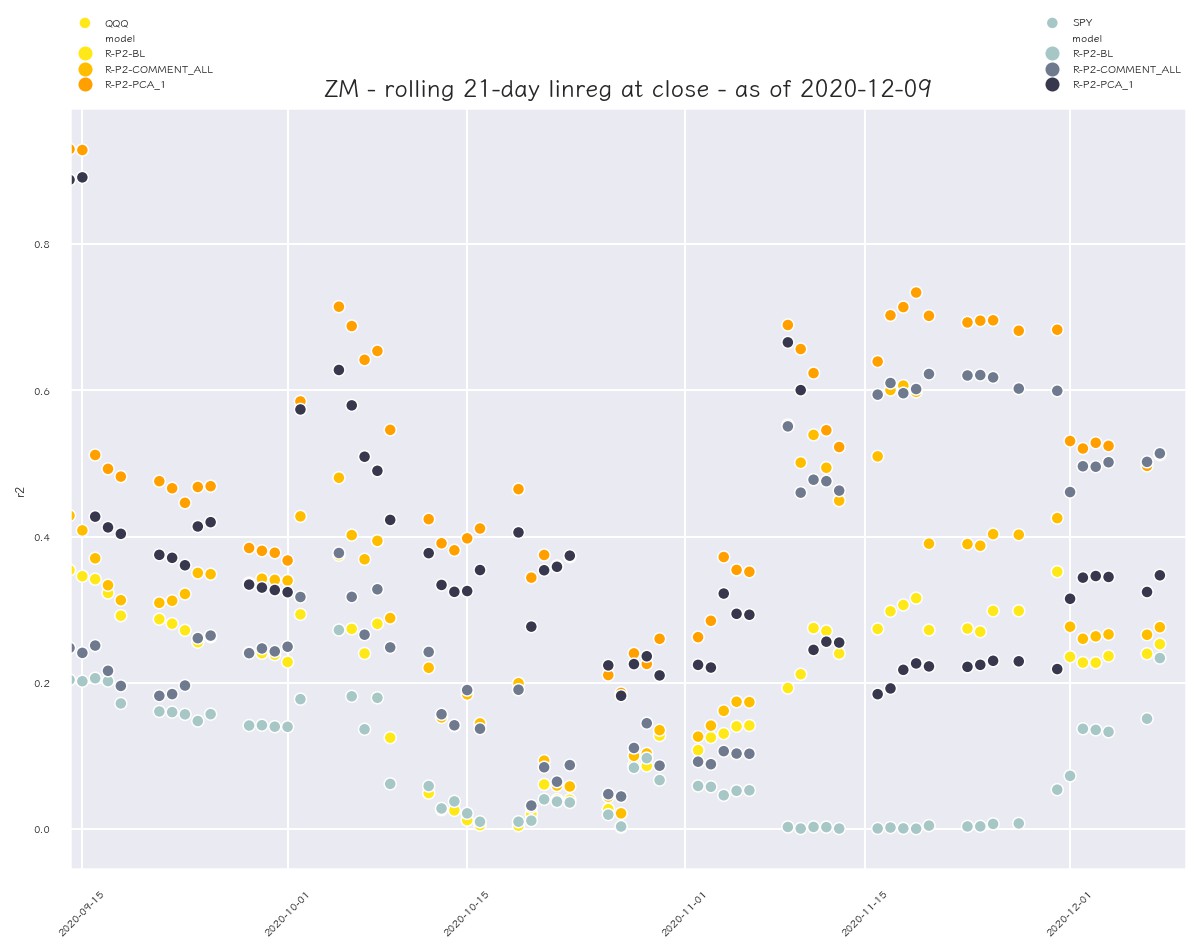 QQQ
model
R-P2-BL
R-P2-COMMENT_ALL
R-P2-PCA_1
SPY
model
R-P2-BL
R-P2-COMMENT_ALL
R-P2-PCA_1
ZM - rolling 21-day linreg at close - as of 2020-12-09
r2
0.8
0.6
0.4
0.2
0.0
2020-09-15
2020-10-01
2020-10-15
2020-11-01
2020-11-15
2020-12-01